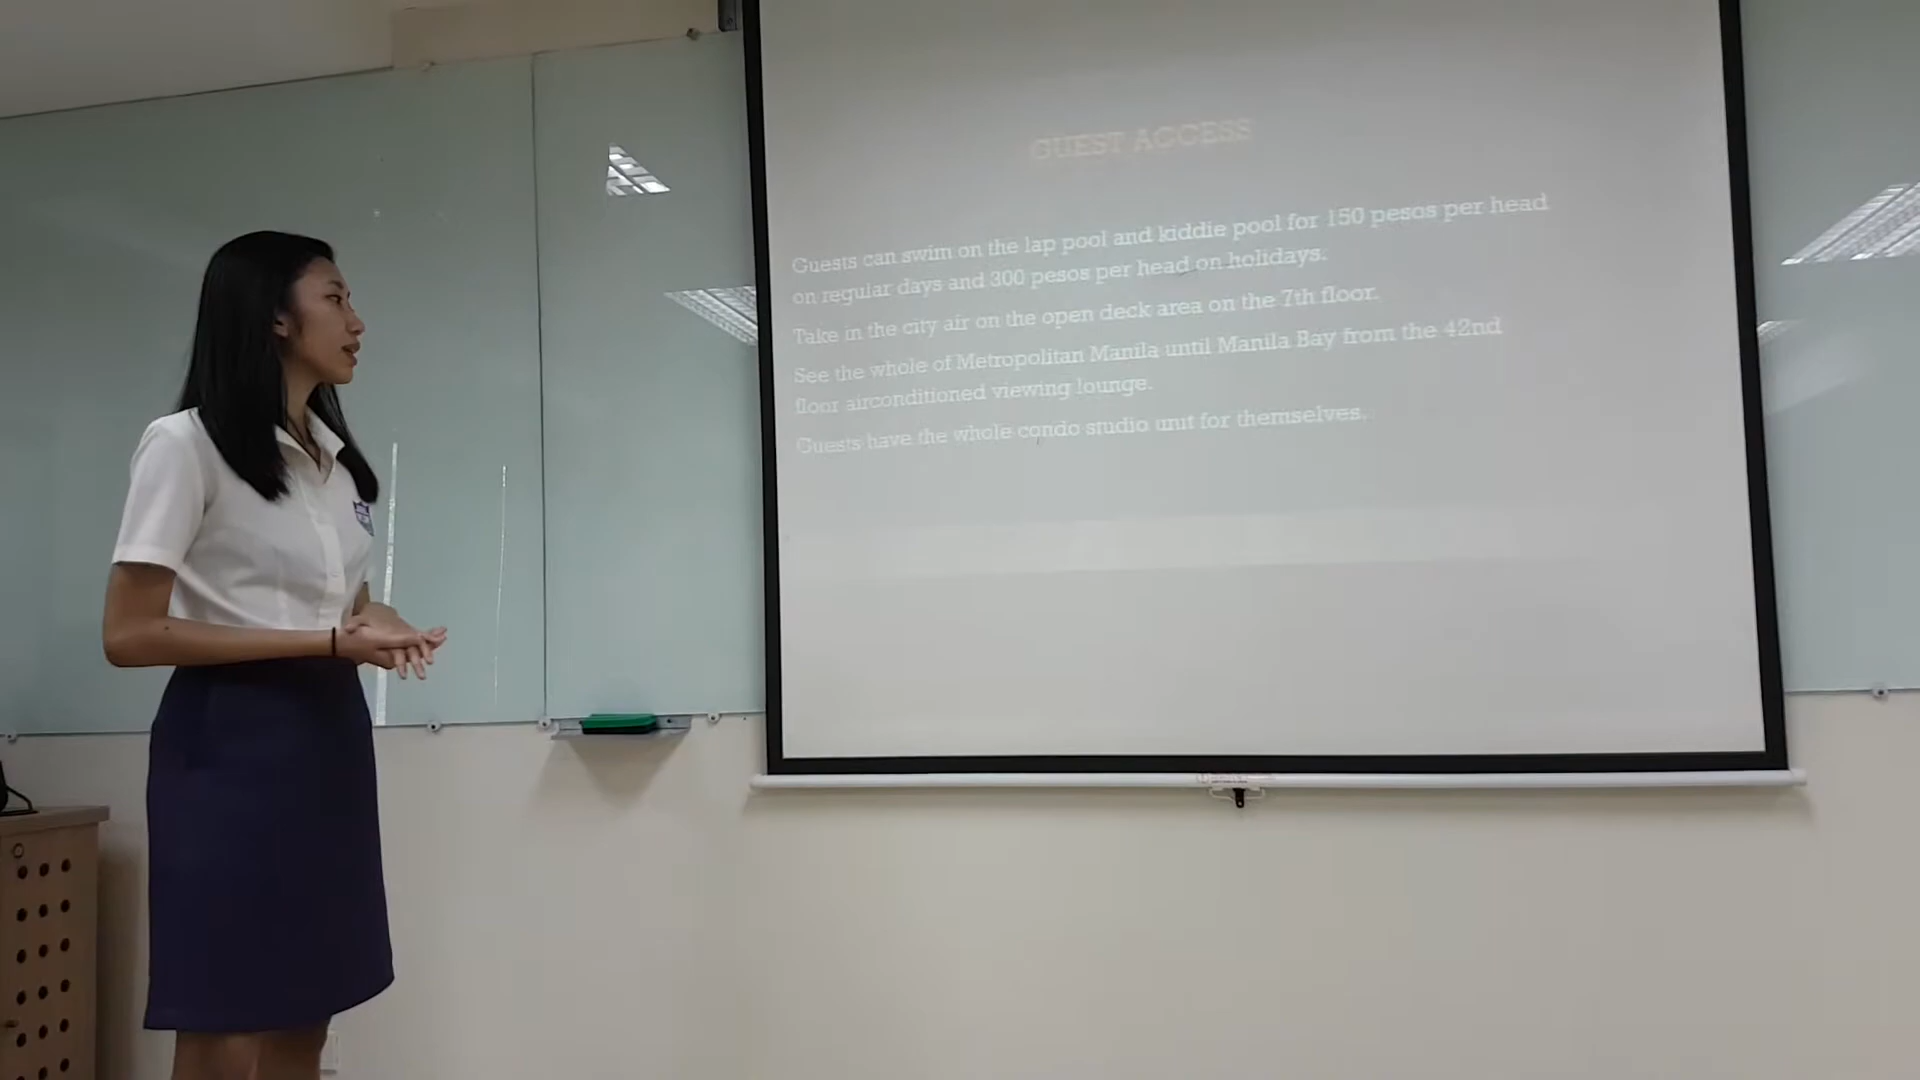 GUEST ACCESS
Guests can swim on the lap pool and kiddie pool for 150 pesos per head
on regular days and 300 pesos per head on holidays.
Take in the city air on the open deck area on the 7th floor.
See the whole of Metropolitan Manila until Manila Bay from the 42nd
floor airconditioned viewing lounge.
Guests have the whole condo studio unit for themselves.